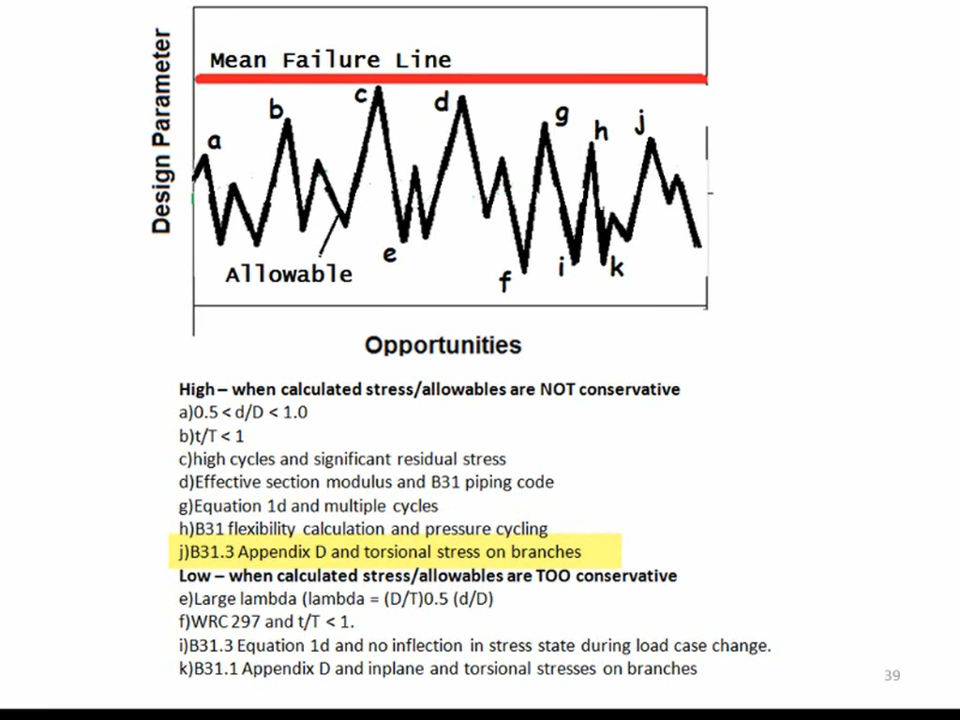 Design Parameter
Mean Failure Line
a
b
c
d
g
h
j
e
f
i
k
Allowable
Opportunities
High – when calculated stress/allowables are NOT conservative
a)0.5 < d/D < 1.0
b)t/T < 1
c)high cycles and significant residual stress
d)Effective section modulus and B31 piping code
g)Equation 1d and multiple cycles
h)B31 flexibility calculation and pressure cycling
j)B31.3 Appendix D and torsional stress on branches
Low – when calculated stress/allowables are TOO conservative
e)Large lambda (lambda = (D/T)0.5 (d/D)
f)WRC 297 and t/T < 1.
i)B31.3 Equation 1d and no inflection in stress state during load case change.
k)B31.1 Appendix D and inplane and torsional stresses on branches
39